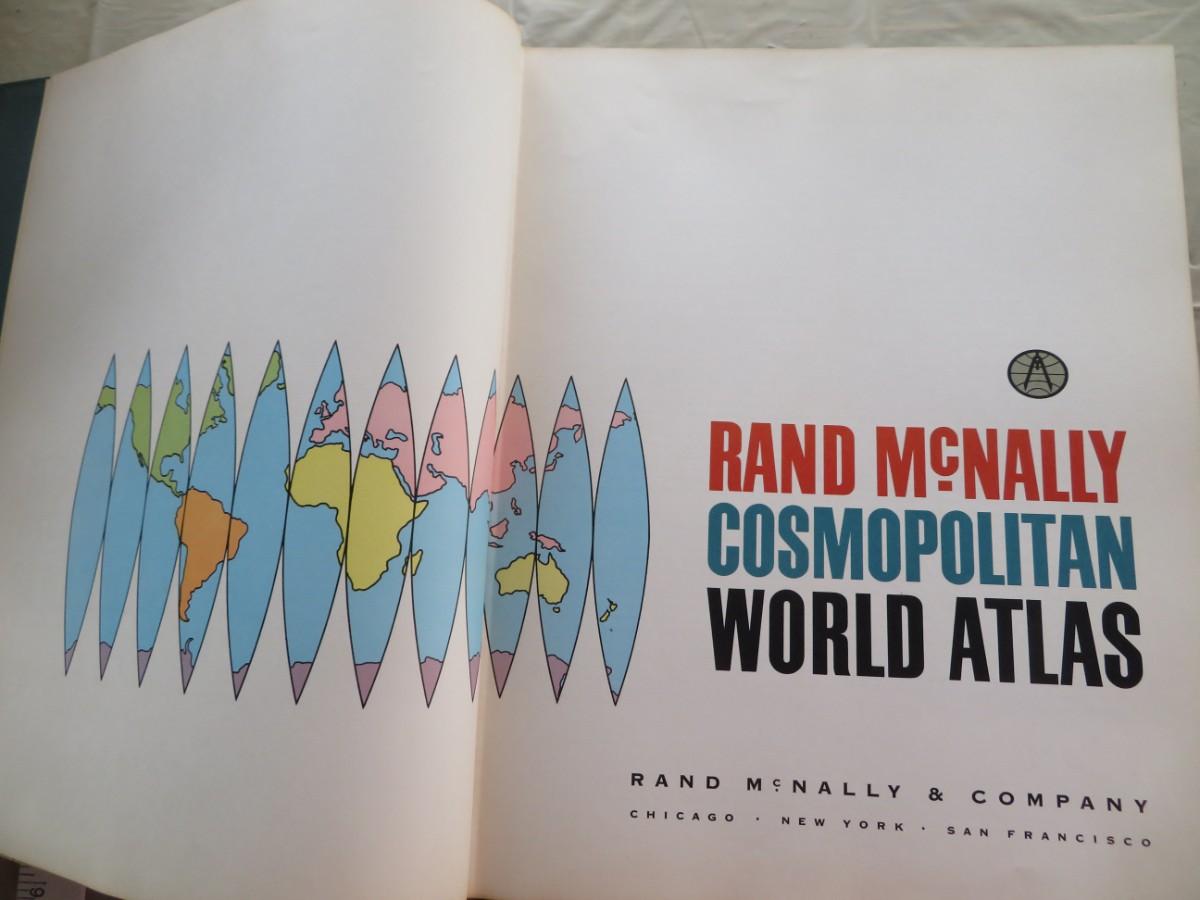 RAND McNALLY
COSMOPOLITAN
WORLD ATLAS
RAND McNALLY & COMPANY
CHICAGO · NEW YORK · SAN FRANCISCO